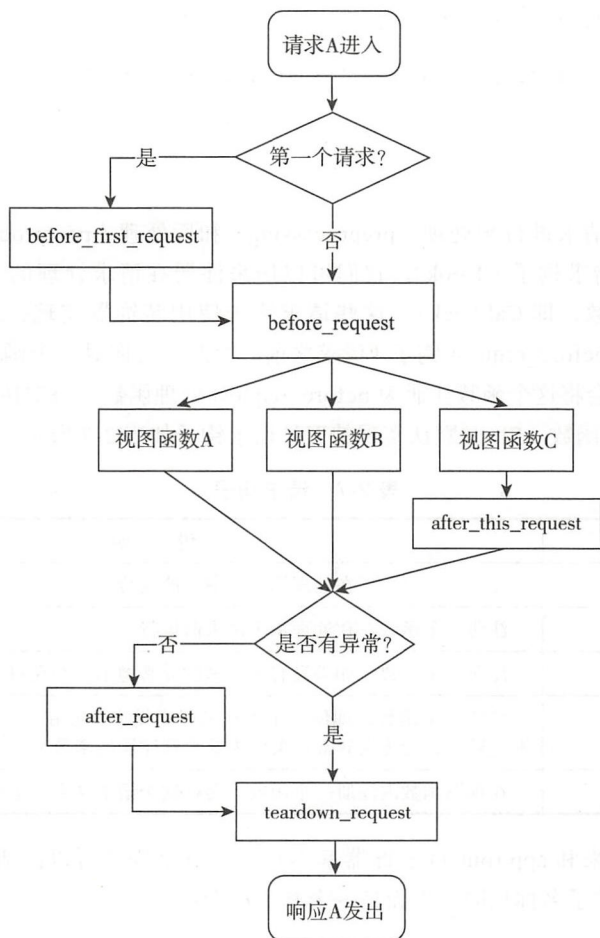 请求A进入
第一个请求?
是
before_first_request
否
before_request
视图函数A
视图函数B
视图函数C
after_this_request
是否有异常?
否
after_request
是
teardown_request
响应A发出